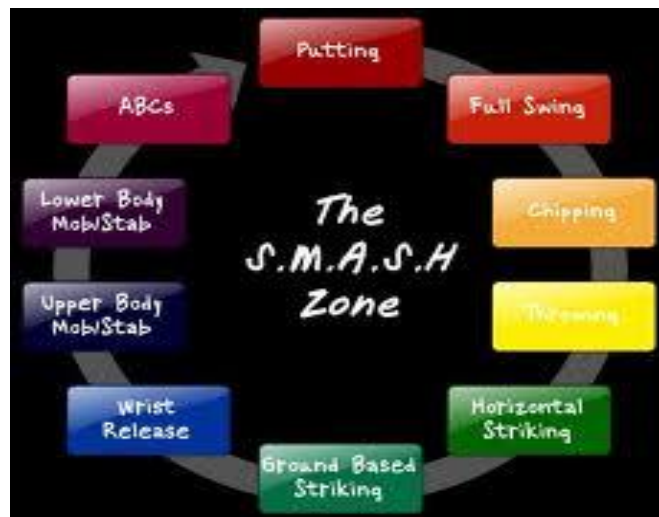 Putting
Full Swing
Chipping
Throwing
Horizontal
Striking
Ground Based
Striking
Wrist
Release
Upper Body
Mob/Stab
Lower Body
Mob/Stab
ABCs
The
S.M.A.S.H
Zone